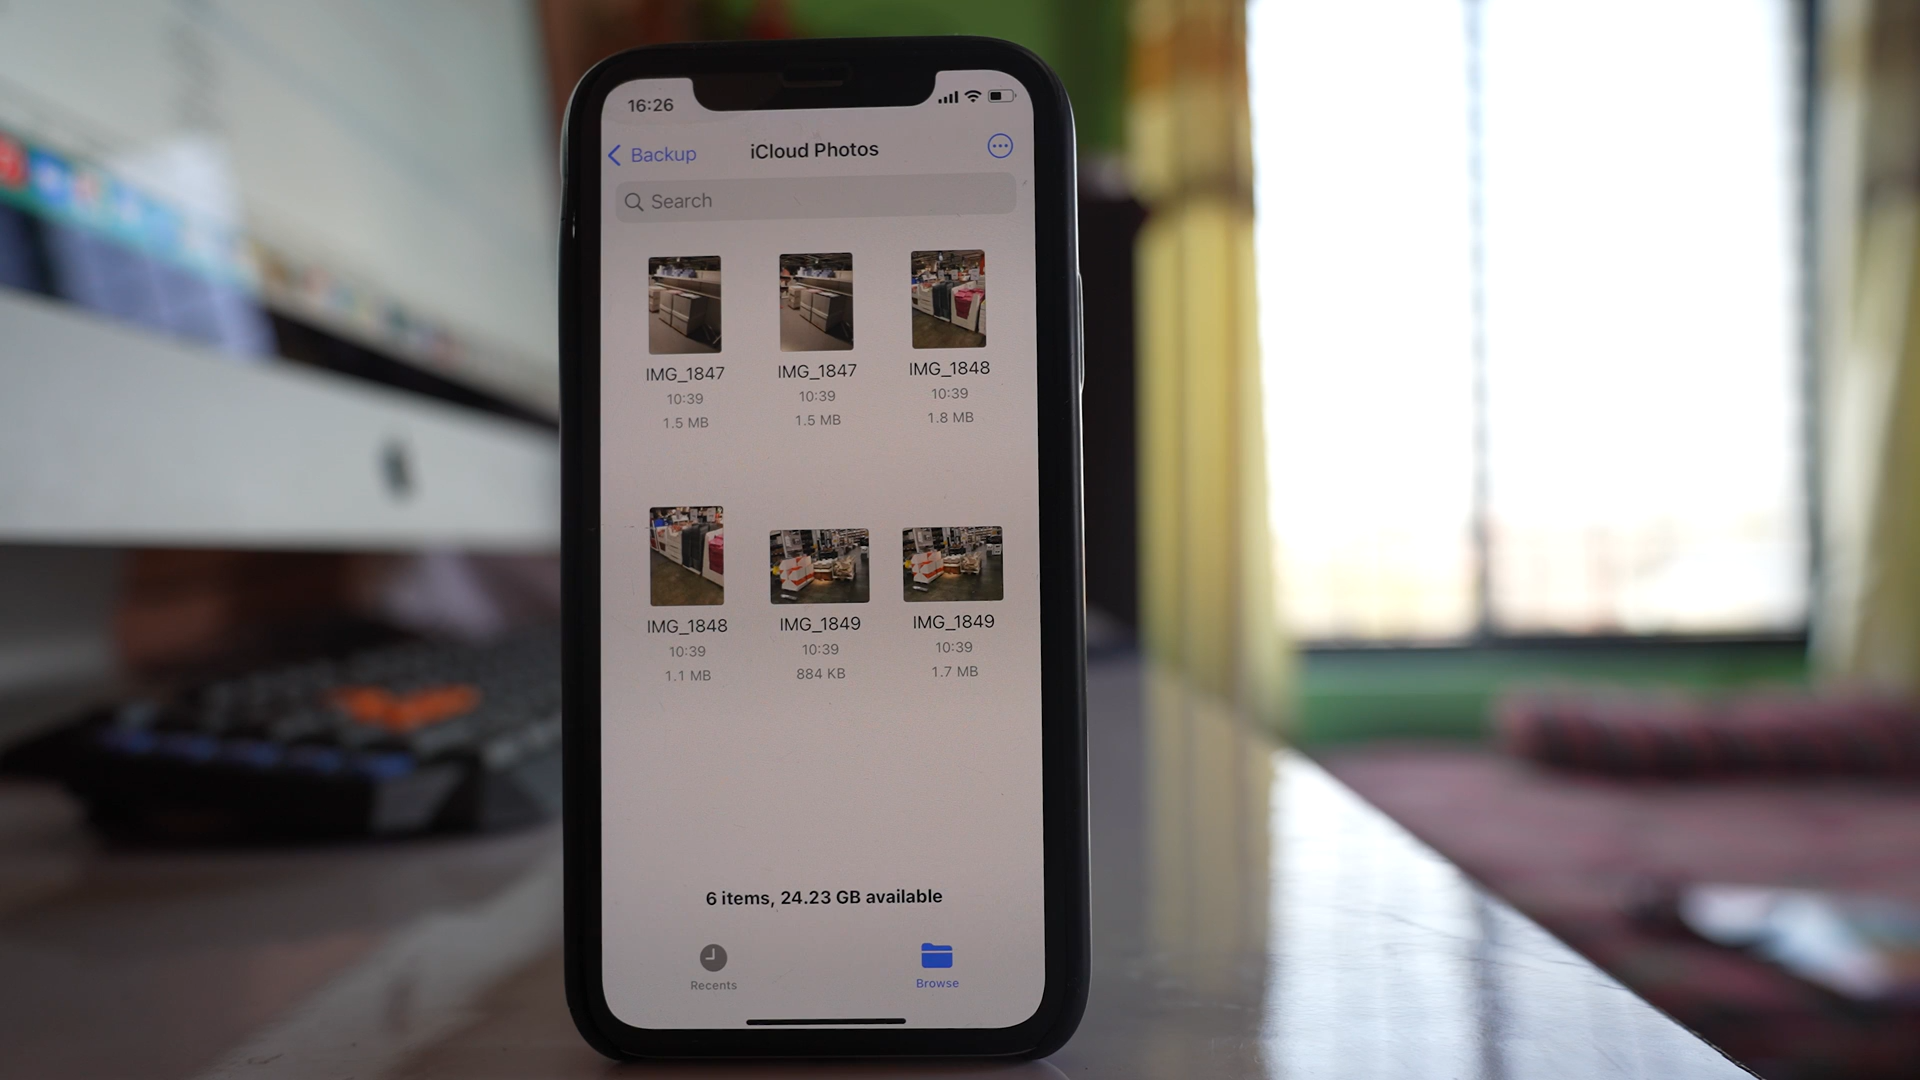 16:26
Backup
iCloud Photos
Search
IMG_1847
10:39
1.5 MB
IMG_1847
10:39
1.5 MB
IMG_1848
10:39
1.8 MB
IMG_1848
10:39
1.1 MB
IMG_1849
10:39
884 KB
IMG_1849
10:39
1.7 MB
6 items, 24.23 GB available
Recents
Browse